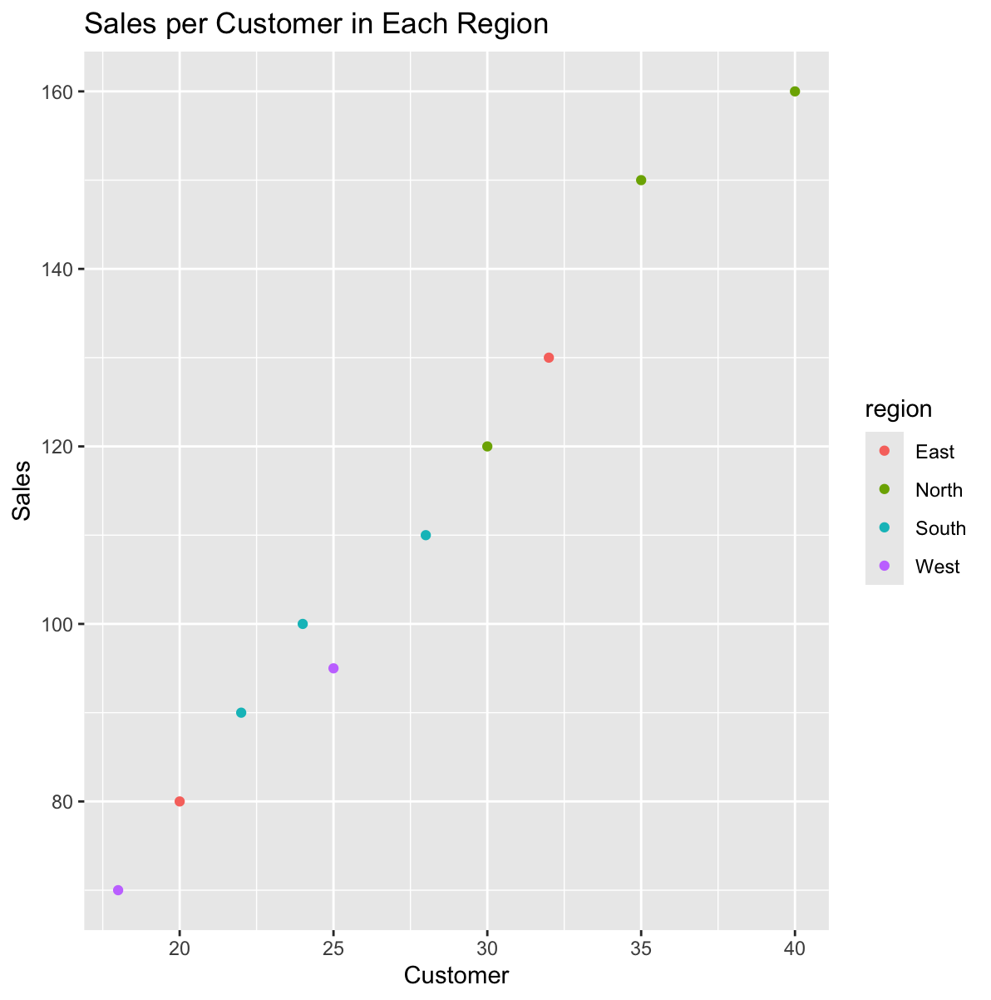 Sales per Customer in Each Region
160
140
120
100
80
Sales
20 25 30 35 40
Customer
region
East
North
South
West